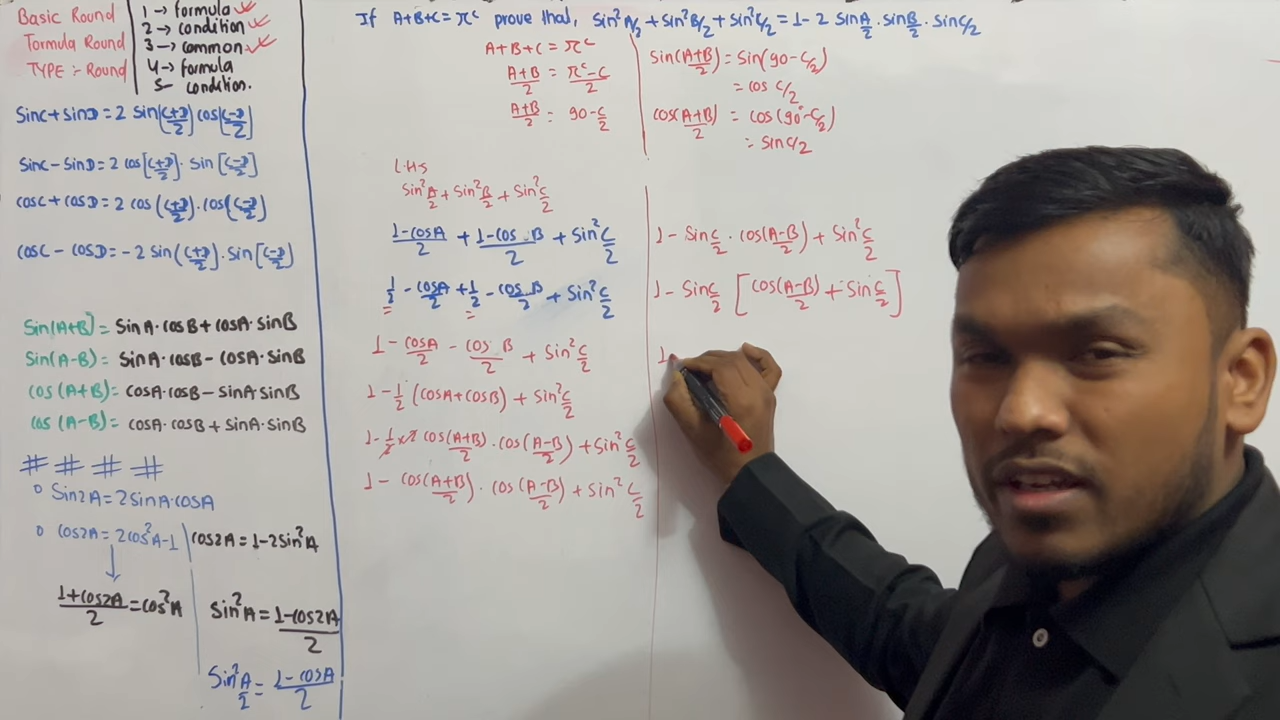 Basic Round
Formula Round
TYPE :- Round
1 → formula ✓
2 → condition ✓
3 → common ✓
4 → formula
5 - condition.
SinC + SinD = 2 Sin(C+D/2) cos(C-D/2)
SinC - SinD = 2 cos(C+D/2) · Sin[C-D/2]
cosC + cosD = 2 cos(C+D/2) · cos(C-D/2)
cosC - cosD = -2 Sin(C+D/2) · Sin[C-D/2]
Sin(A+B) = SinA·cosB + cosA·sinB
Sin(A-B) = SinA·cosB - cosA·sinB
cos(A+B) = cosA·cosB - sinA·sinB
cos(A-B) = cosA·cosB + sinA·sinB
# # # #
Sin2A = 2sinA·cosA
cos2A = 2cos²A-1
cos2A = 1-2sin²A
1+cos2A/2 = cos²A
Sin²A = 1-cos2A/2
Sin²A/2 = 1-cosA/2
If A+B+C = πᶜ prove that, Sin²A/2 + Sin²B/2 + Sin²C/2 = 1-2 SinA/2 · SinB/2 · SinC/2
A+B+C = πᶜ
A+B/2 = πᶜ-C/2
A+B/2 = 90-C/2
Sin(A+B/2) = Sin(90-C/2)
= cos C/2
cos(A+B/2) = cos(90°-C/2)
= SinC/2
L.H.S
Sin²A/2 + Sin²B/2 + Sin²C/2
1-cosA/2 + 1-cos B/2 + Sin²C/2
1/2 - cosA/2 + 1/2 - cosB/2 + Sin²C/2
1 - cosA/2 - cosB/2 + Sin²C/2
1 - 1/2 (cosA+cosB) + Sin²C/2
1 - 1/2 × 2 cos(A+B/2) · cos(A-B/2) + Sin²C/2
1 - cos(A+B/2) · cos(A-B/2) + Sin²C/2
1 - SinC/2 · cos(A-B/2) + Sin²C/2
1 - SinC/2 [cos(A-B/2) + SinC/2]
1